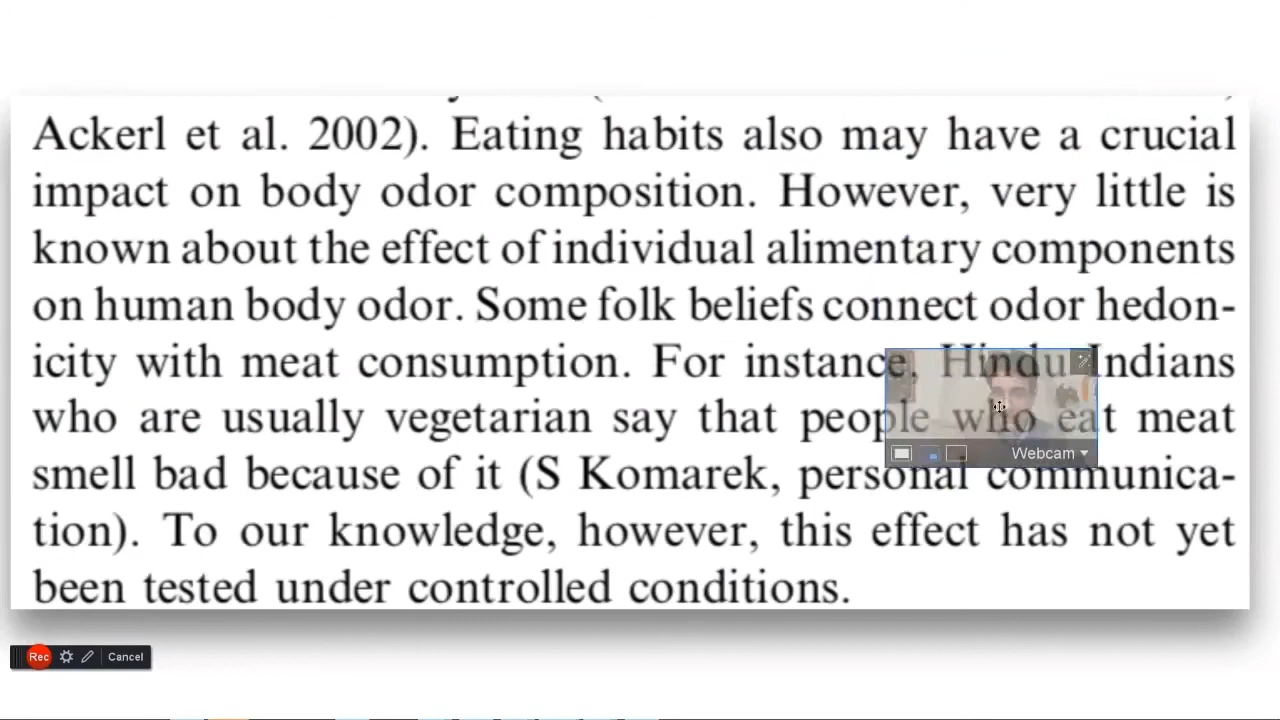 Ackerl et al. 2002). Eating habits also may have a crucial
impact on body odor composition. However, very little is
known about the effect of individual alimentary components
on human body odor. Some folk beliefs connect odor hedon-
icity with meat consumption. For instance, Hindu Indians
who are usually vegetarian say that people who eat meat
Webcam
smell bad because of it (S Komarek, personal communica-
tion). To our knowledge, however, this effect has not yet
been tested under controlled conditions.
Rec Cancel